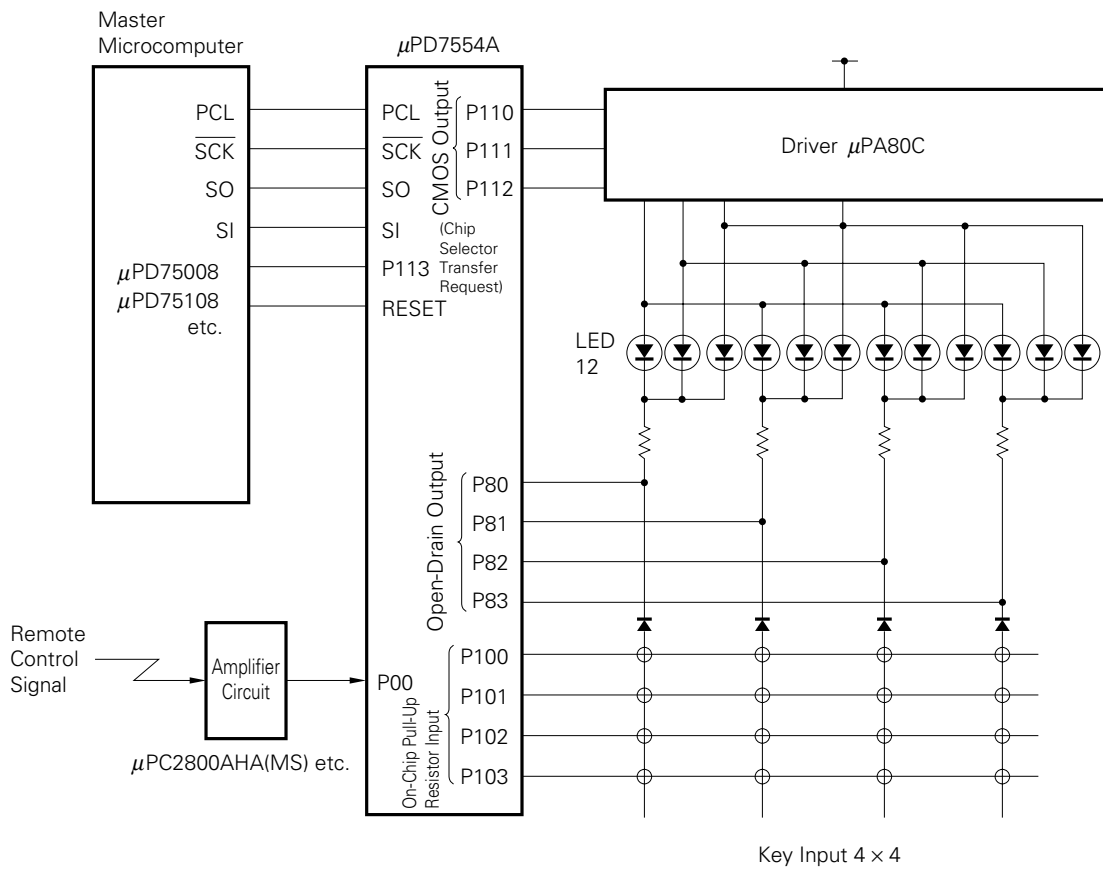 Master
Microcomputer
PCL
SCK
SO
SI
μPD75008
μPD75108
etc.
μPD7554A
PCL
SCK
SO
SI
P113
RESET
P00
CMOS Output
P110
P111
P112
(Chip
Selector
Transfer
Request)
Open-Drain Output
P80
P81
P82
P83
On-Chip Pull-Up
Resistor Input
P100
P101
P102
P103
Driver μPA80C
LED
12
Remote
Control
Signal
Amplifier
Circuit
μPC2800AHA(MS) etc.
Key Input 4 × 4